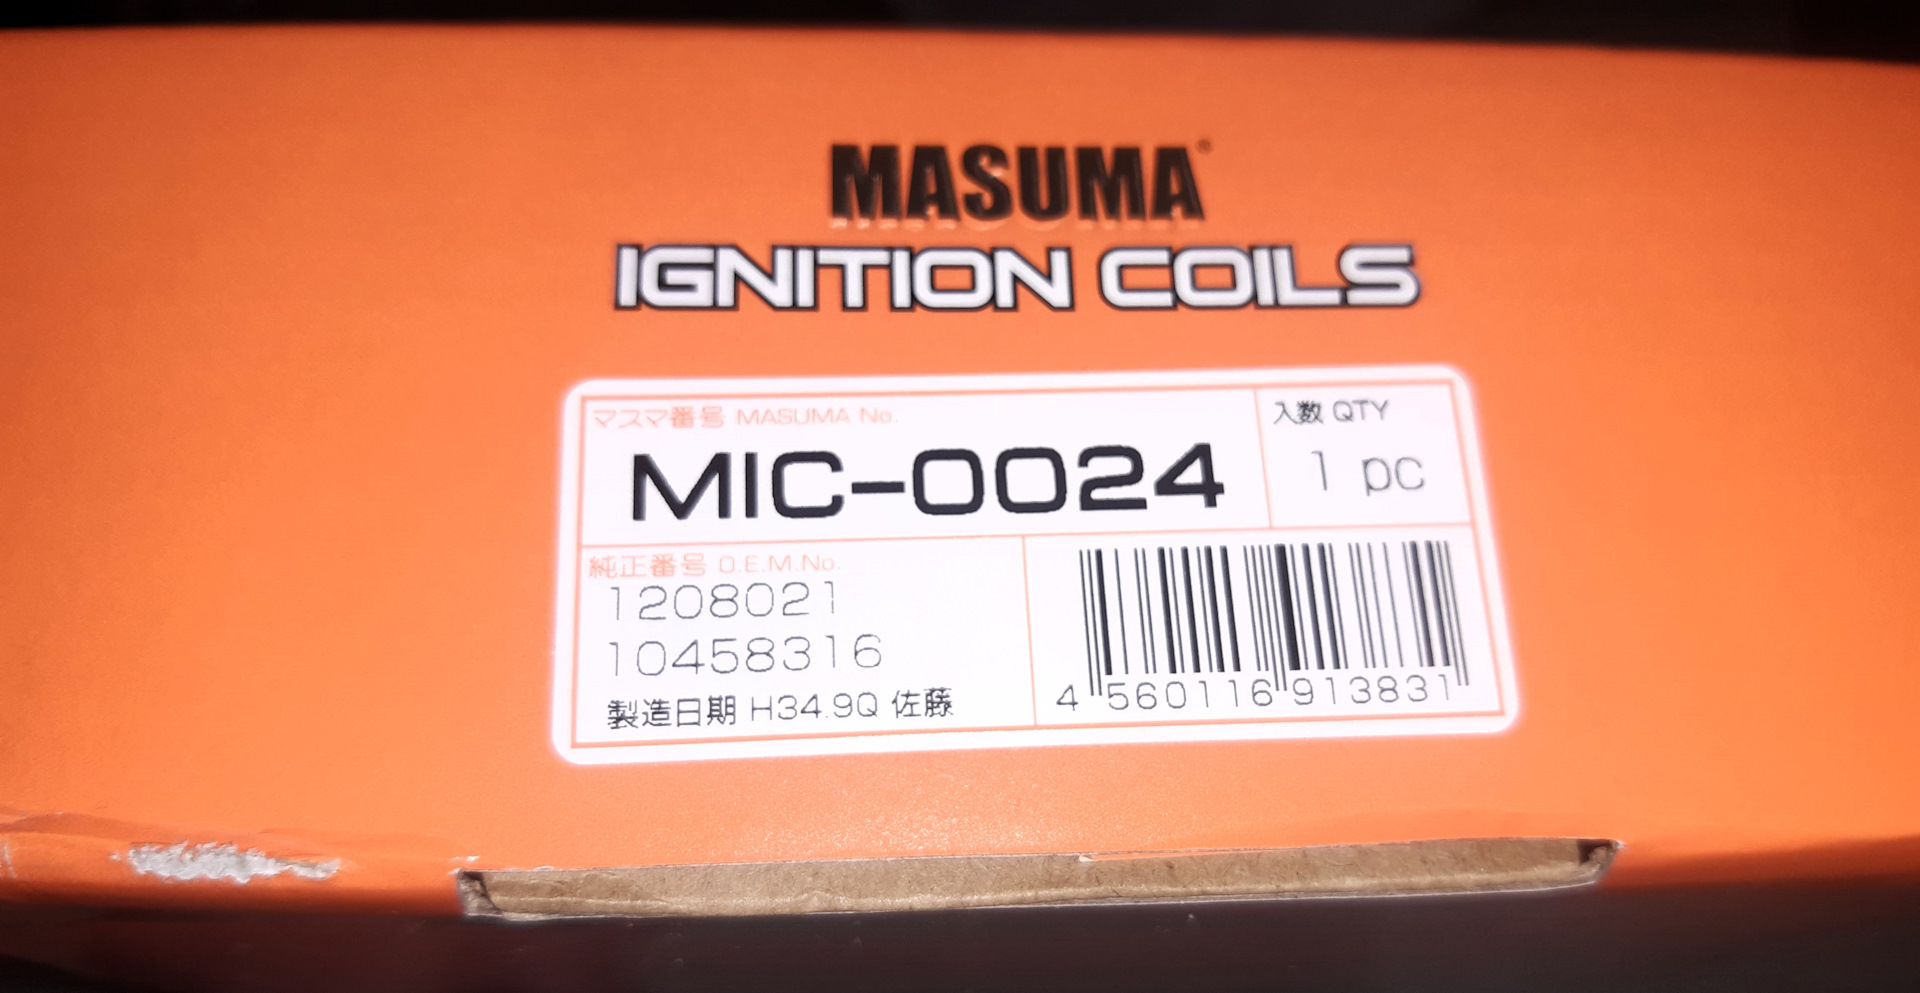 MASUMA®
IGNITION COILS
マスマ番号 MASUMA No.
MIC-0024
入数 QTY
1 pc
純正番号 O.E.M.No.
1208021
10458316
製造日期 H34.9Q 佐藤
4 560116 913831